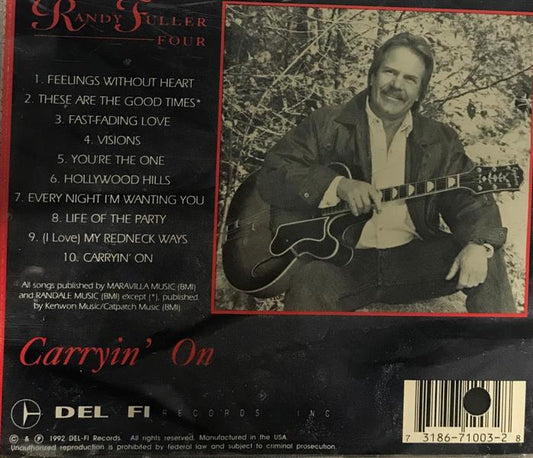 RANDY FULLER
FOUR
1. FEELINGS WITHOUT HEART
2. THESE ARE THE GOOD TIMES*
3. FAST-FADING LOVE
4. VISIONS
5. YOU'RE THE ONE
6. HOLLYWOOD HILLS
7. EVERY NIGHT I'M WANTING YOU
8. LIFE OF THE PARTY
9. (I Love) MY REDNECK WAYS
10. CARRYIN' ON
All songs published by MARAVILLA MUSIC (BMI)
and RANDALE MUSIC (BMI) except (*), published
by Kenwon Music/Catpatch Music (BMI)
Carryin' On
DEL FI RECORDS INC
© & ℗ 1992 DEL-FI Records. All rights reserved. Manufactured in the USA.
Unauthorized reproduction is prohibited by federal law and subject to criminal prosecution.
7 73186-71003-2 8